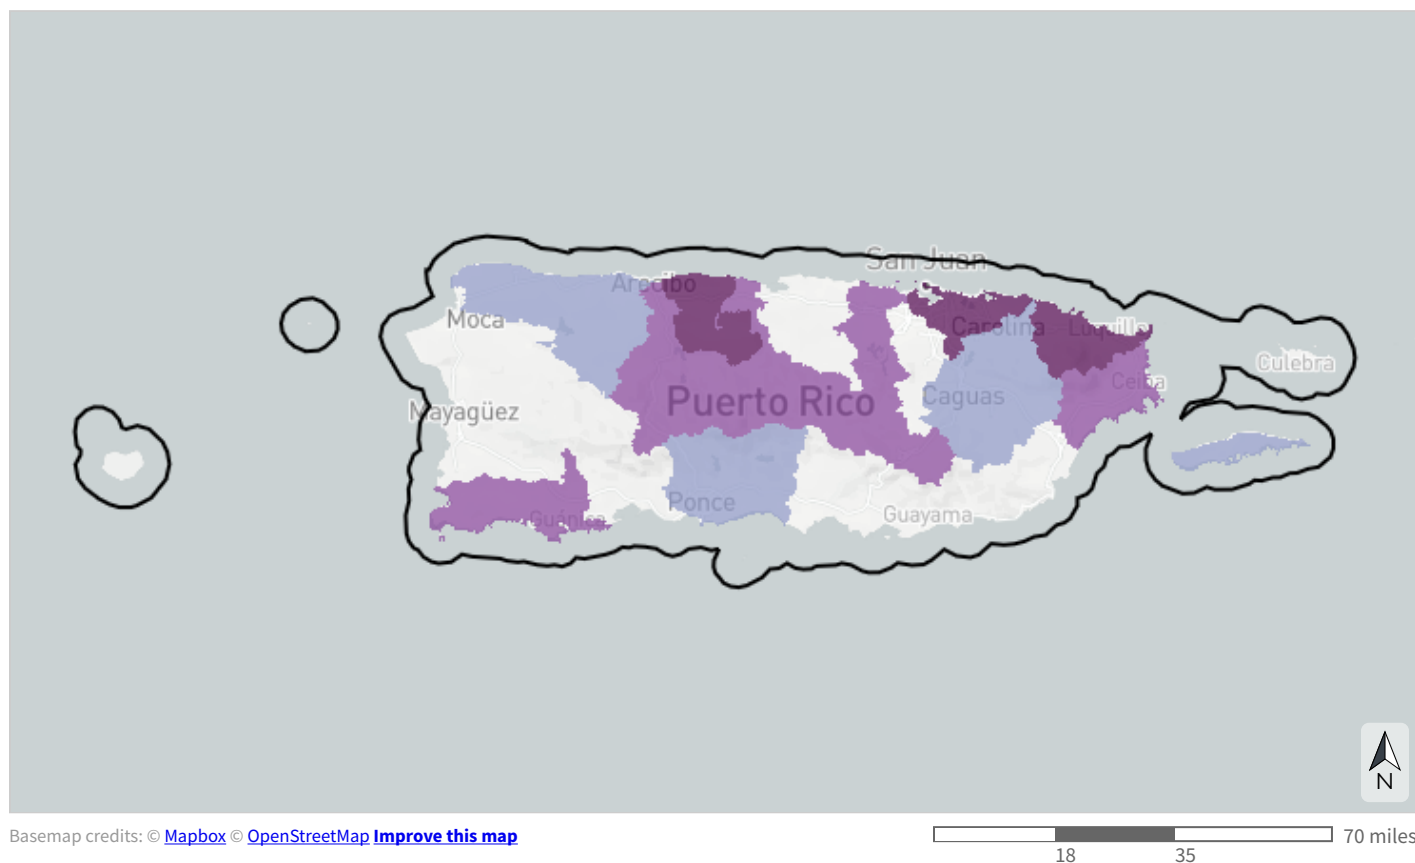 San Juan
Arecibo
Moca
Carolina
Luquillo
Culebra
Ceiba
Puerto Rico
Caguas
Mayagüez
Ponce
Guayama
Guánica
N
Basemap credits: © Mapbox © OpenStreetMap Improve this map
70 miles
18 35